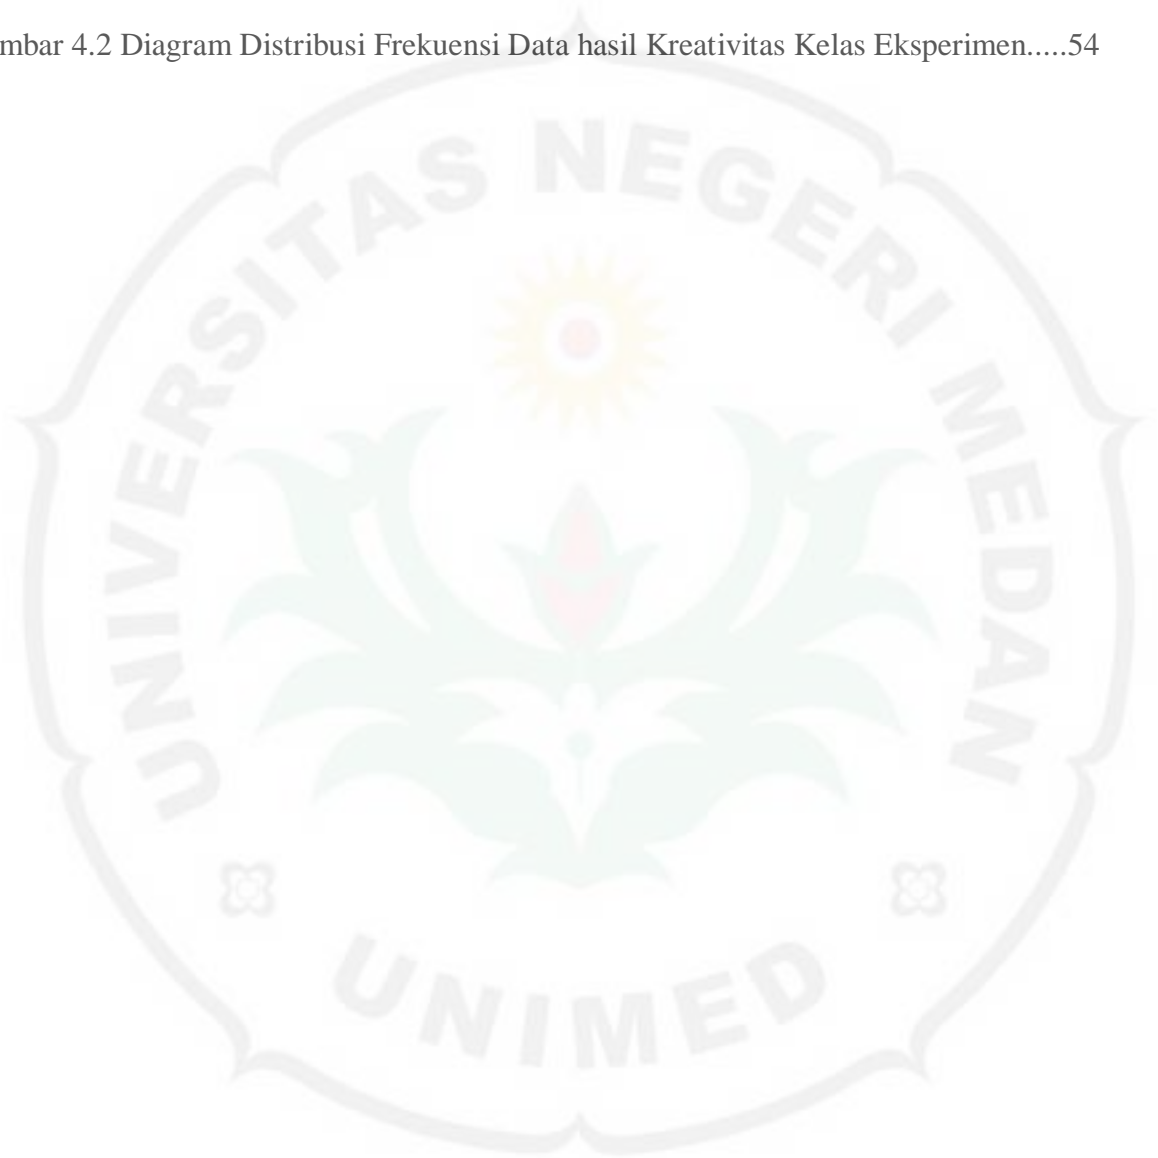 mbar 4.2 Diagram Distribusi Frekuensi Data hasil Kreativitas Kelas Eksperimen.....54
UNIVERSITAS NEGERI MEDAN
UNIMED